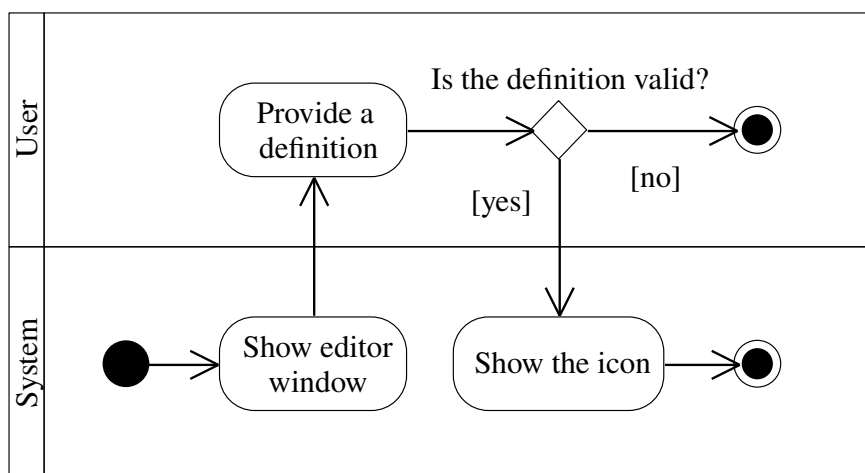 User
Is the definition valid?
Provide a
definition
[yes]
[no]
System
Show editor
window
Show the icon